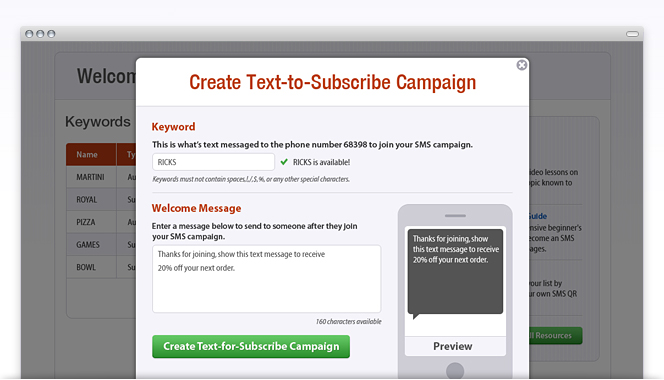 Welcom
Create Text-to-Subscribe Campaign
Keywords
Name Ty
MARTINI Au
ROYAL Su
PIZZA Au
GAMES Su
BOWL Su
Keyword
This is what's text messaged to the phone number 68398 to join your SMS campaign.
RICKS
RICKS is available!
Keywords must not contain spaces,!,/,$,%, or any other special characters.
Welcome Message
Enter a message below to send to someone after they join
your SMS campaign.
Thanks for joining, show this text message to receive
20% off your next order.
160 characters available
Create Text-for-Subscribe Campaign
Thanks for joining, show
this text message to receive
20% off your next order.
Preview
deo lessons on
opic known to
Guide
ensive beginner's
ecome an SMS
ages.
your list by
ur own SMS QR
ll Resources